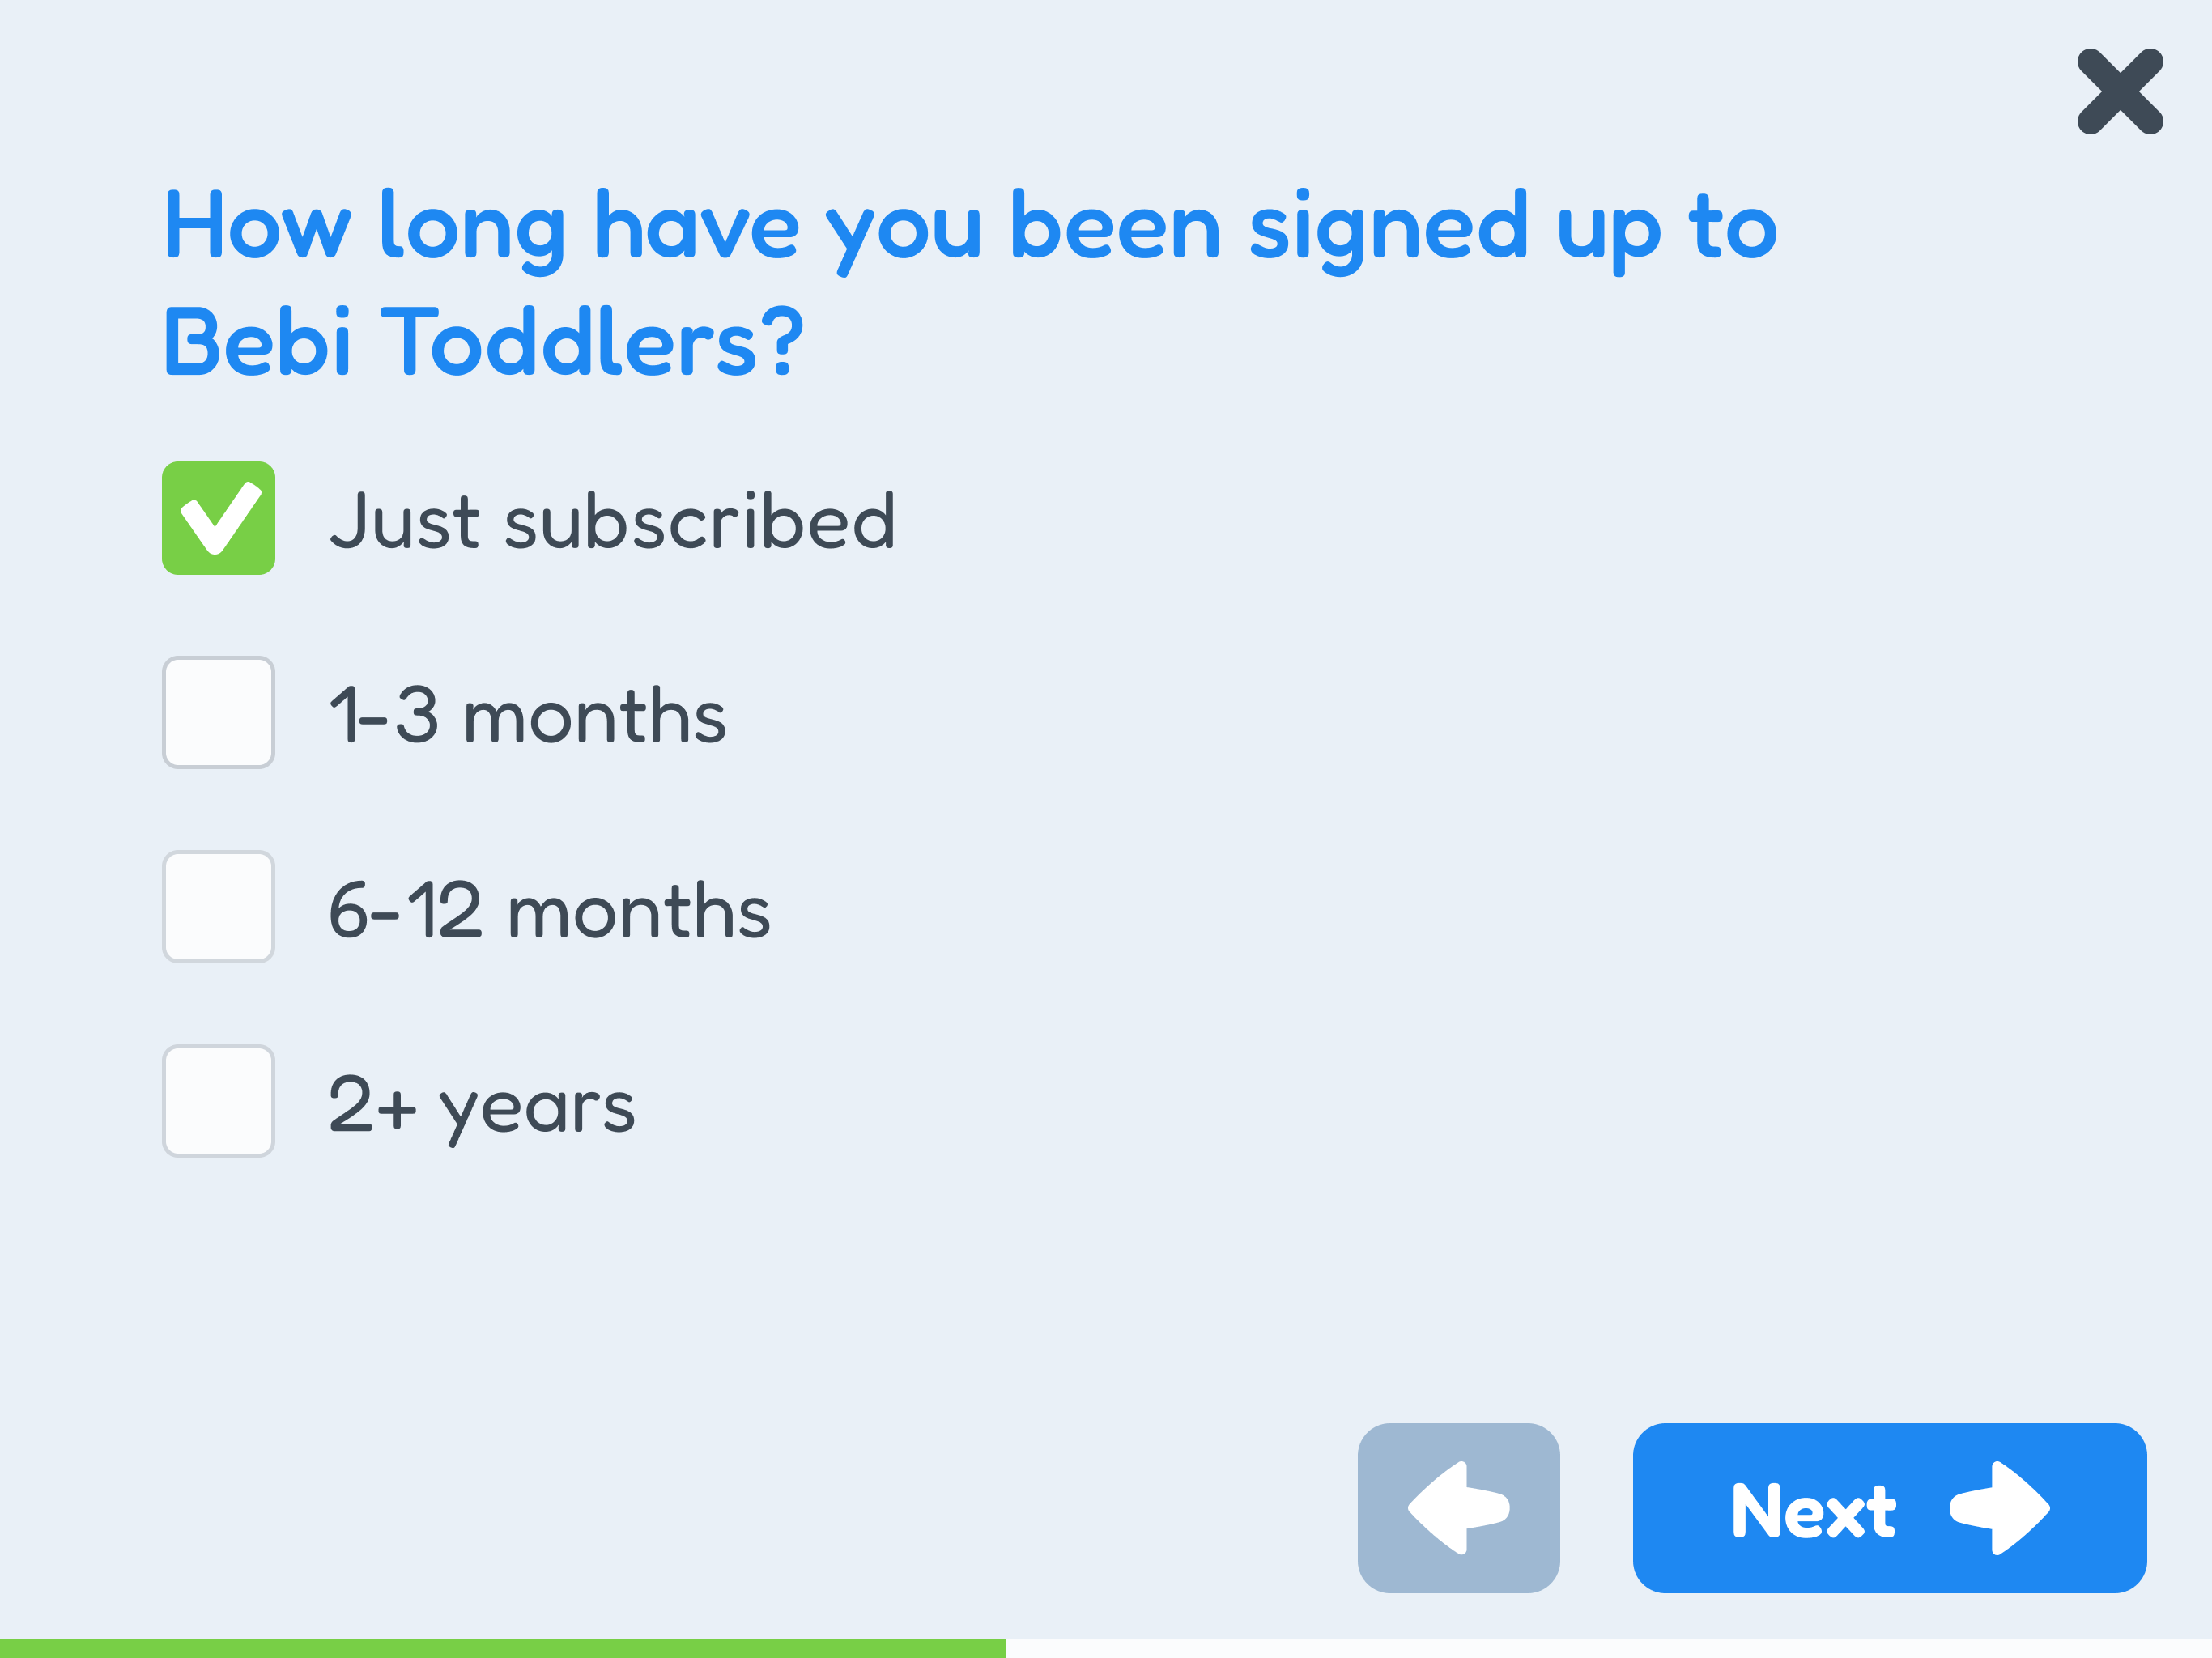 How long have you been signed up to
Bebi Toddlers?
Just subscribed
1-3 months
6-12 months
2+ years
Next